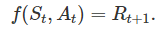 f(S_t, A_t) = R_{t+1}.